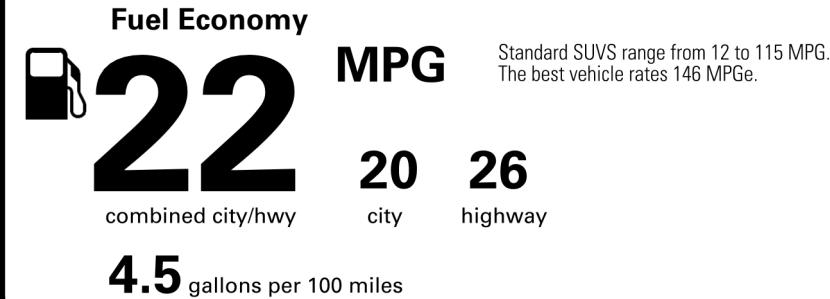 Fuel Economy
22 MPG
Standard SUVS range from 12 to 115 MPG.
The best vehicle rates 146 MPGe.
combined city/hwy
20 city
26 highway
4.5 gallons per 100 miles